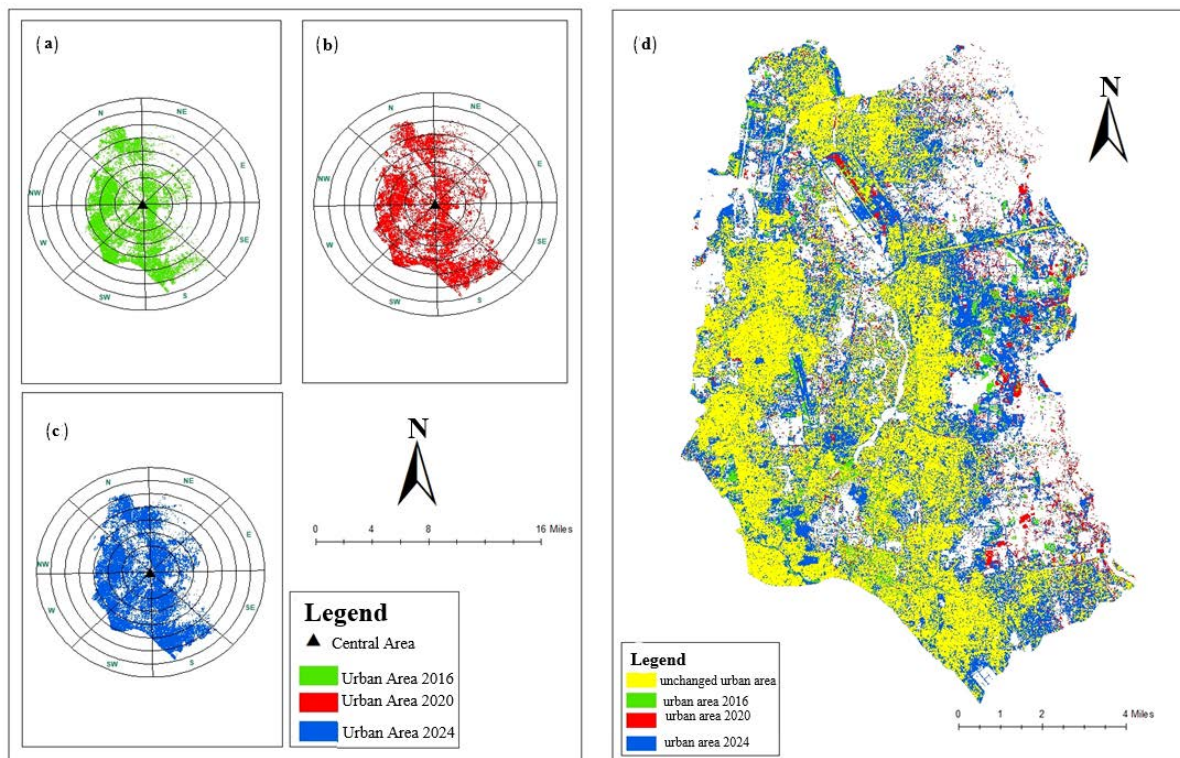 (a)
N
NE
E
SE
S
SW
W
NW
(b)
N
NE
E
SE
S
SW
W
NW
(c)
N
NE
E
SE
S
SW
W
NW
N
0 4 8 16 Miles
Legend
Central Area
Urban Area 2016
Urban Area 2020
Urban Area 2024
(d)
N
Legend
unchanged urban area
urban area 2016
urban area 2020
urban area 2024
0 1 2 4 Miles